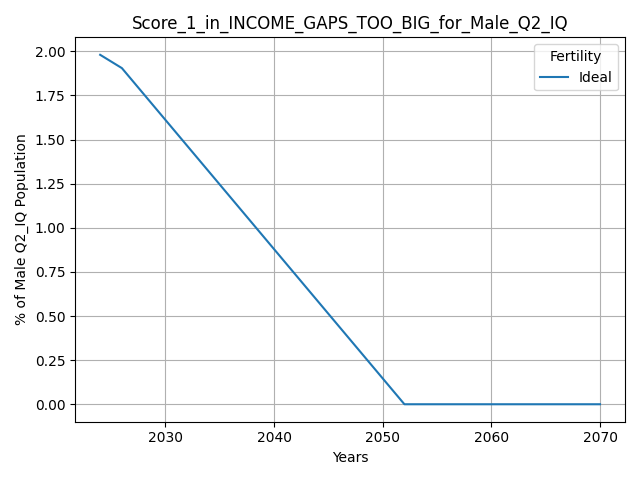 Score_1_in_INCOME_GAPS_TOO_BIG_for_Male_Q2_IQ
Fertility
Ideal
% of Male Q2_IQ Population
2.00
1.75
1.50
1.25
1.00
0.75
0.50
0.25
0.00
2030
2040
2050
2060
2070
Years